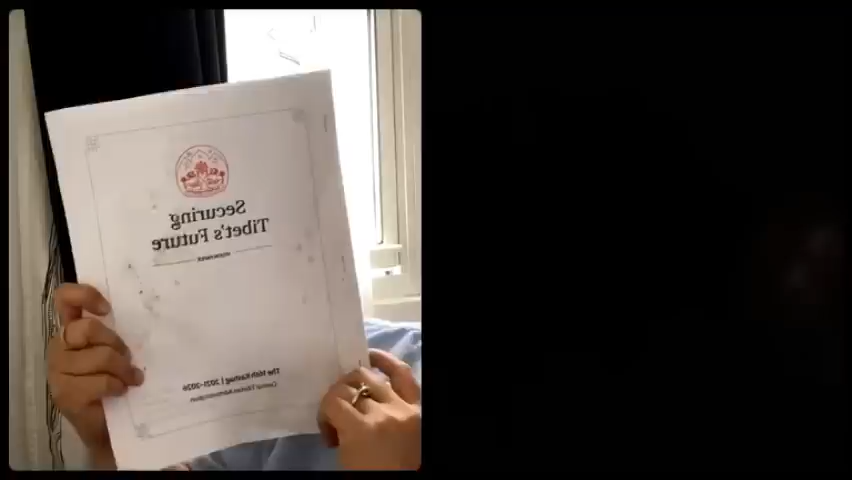 Securing
Tibet's Future
The 16th Kashag | 2021-2026
Central Tibetan Administration